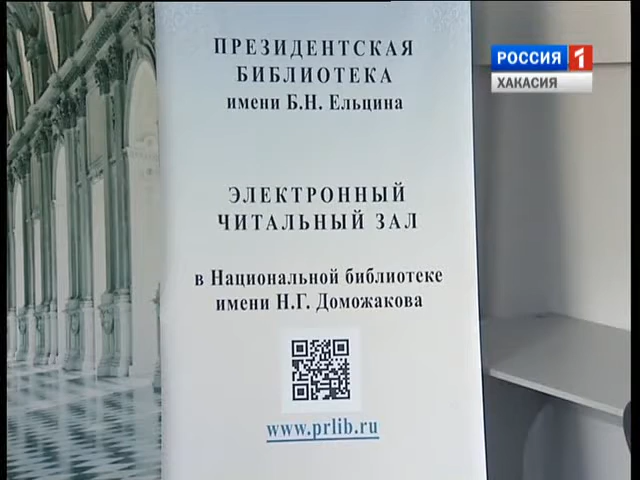 ПРЕЗИДЕНТСКАЯ
БИБЛИОТЕКА
имени Б.Н. Ельцина
РОССИЯ 1
ХАКАСИЯ
ЭЛЕКТРОННЫЙ
ЧИТАЛЬНЫЙ ЗАЛ
в Национальной библиотеке
имени Н.Г. Доможакова
www.prlib.ru